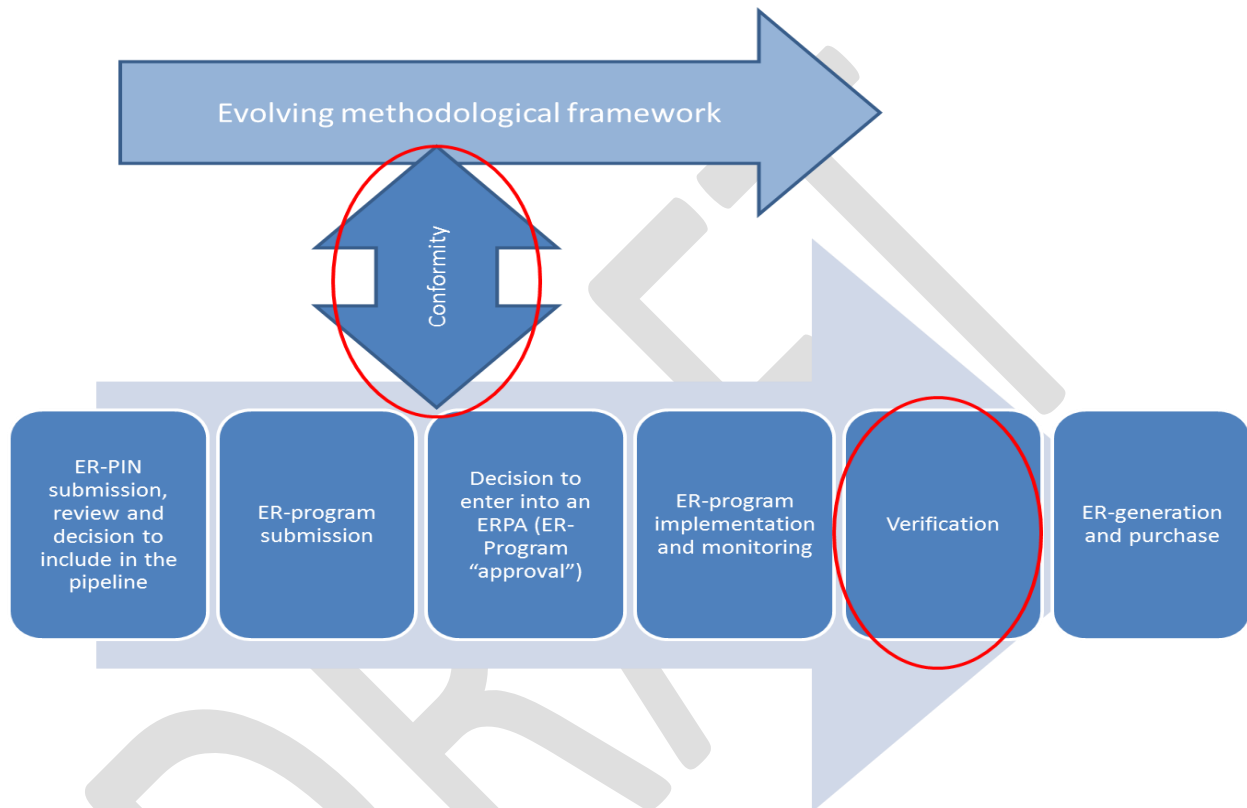 Evolving methodological framework
Conformity
ER-PIN
submission,
review and
decision to
include in the
pipeline
ER-program
submission
Decision to
enter into an
ERPA (ER-
Program
“approval”)
ER-program
implementation
and monitoring
Verification
ER-generation
and purchase
DRAFT